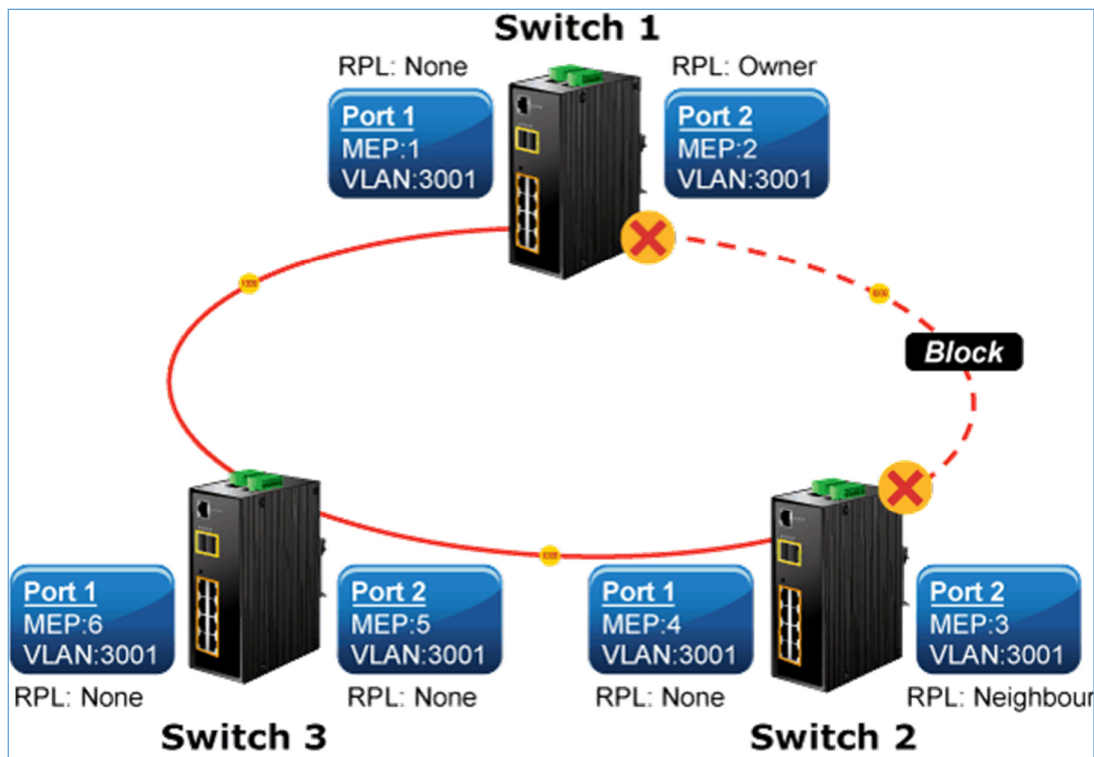 Switch 1
RPL: None
RPL: Owner
Port 1
MEP:1
VLAN:3001
Port 2
MEP:2
VLAN:3001
Block
Port 1
MEP:6
VLAN:3001
RPL: None
Port 2
MEP:5
VLAN:3001
RPL: None
Switch 3
Port 1
MEP:4
VLAN:3001
RPL: None
Port 2
MEP:3
VLAN:3001
RPL: Neighbour
Switch 2